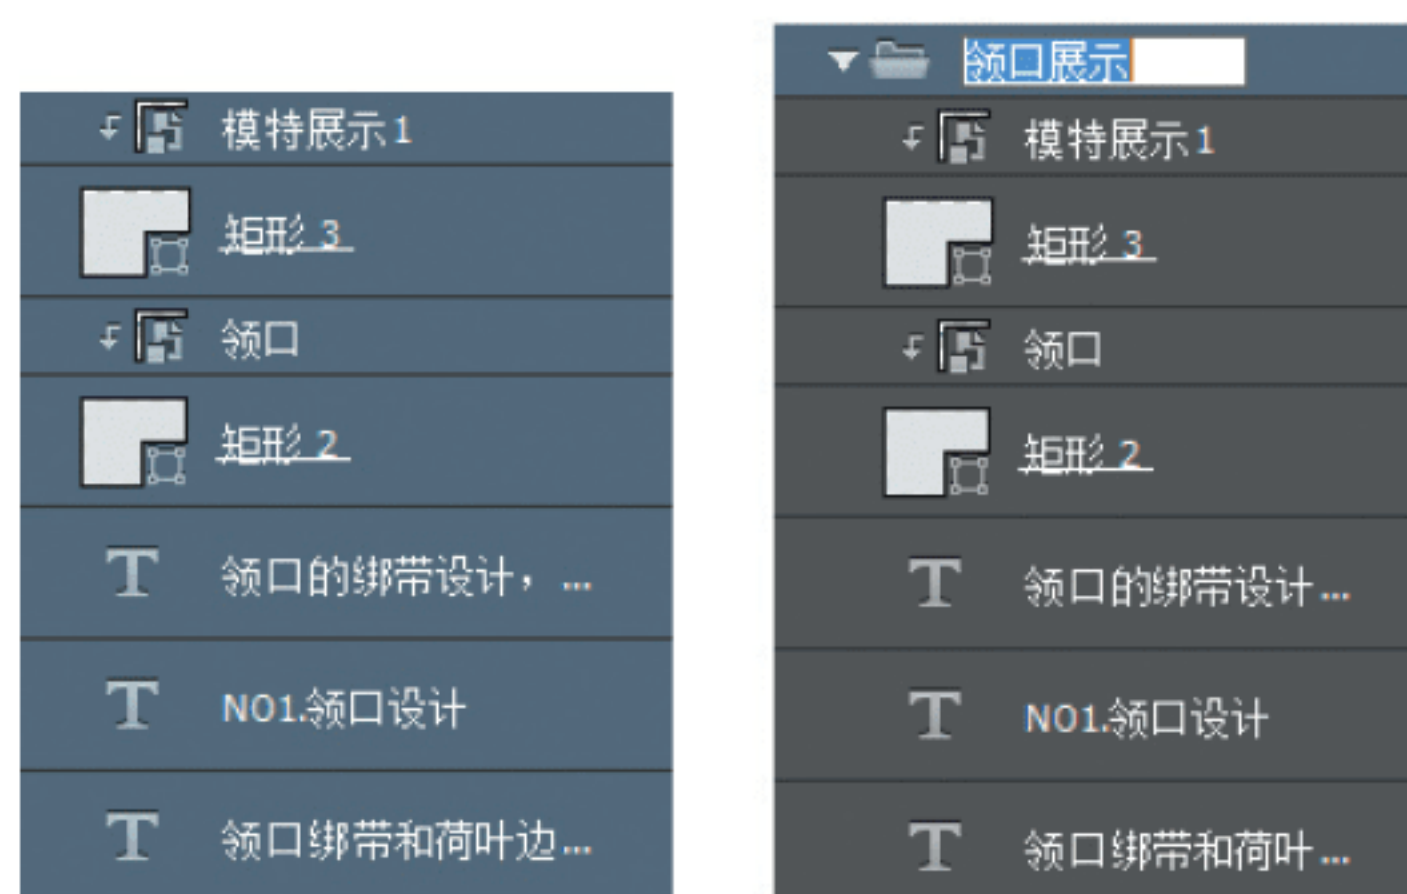 模特展示1
矩形 3
领口
矩形 2
领口的绑带设计，...
NO1.领口设计
领口绑带和荷叶边...
领口展示
模特展示1
矩形 3
领口
矩形 2
领口的绑带设计...
NO1.领口设计
领口绑带和荷叶...